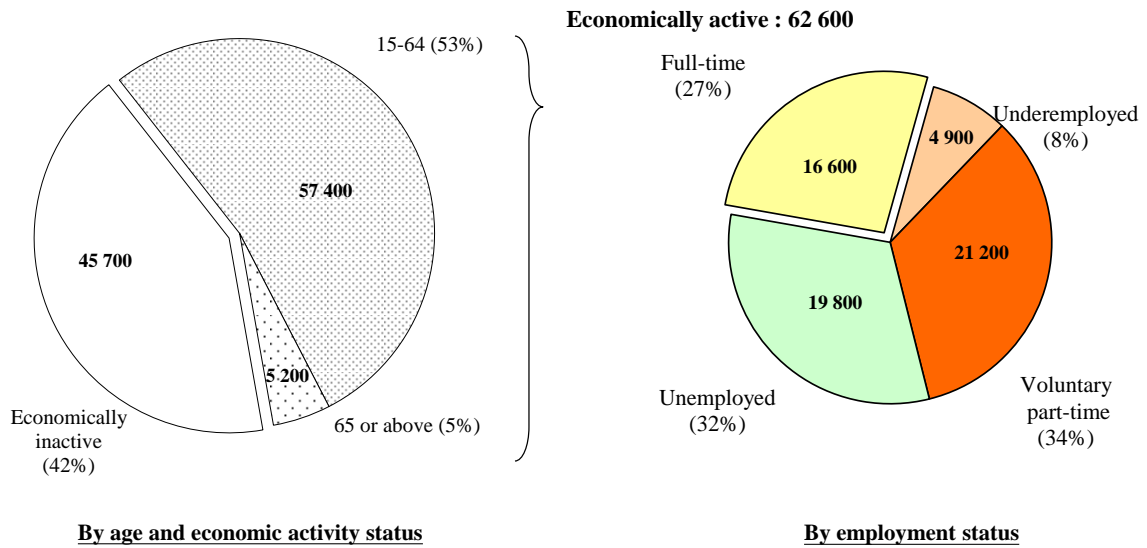 Economically active : 62 600
15-64 (53%)
57 400
45 700
5 200
Economically
inactive
(42%)
65 or above (5%)
Full-time
(27%)
16 600
Underemployed
(8%)
4 900
21 200
19 800
Unemployed
(32%)
Voluntary
part-time
(34%)
By age and economic activity status
By employment status